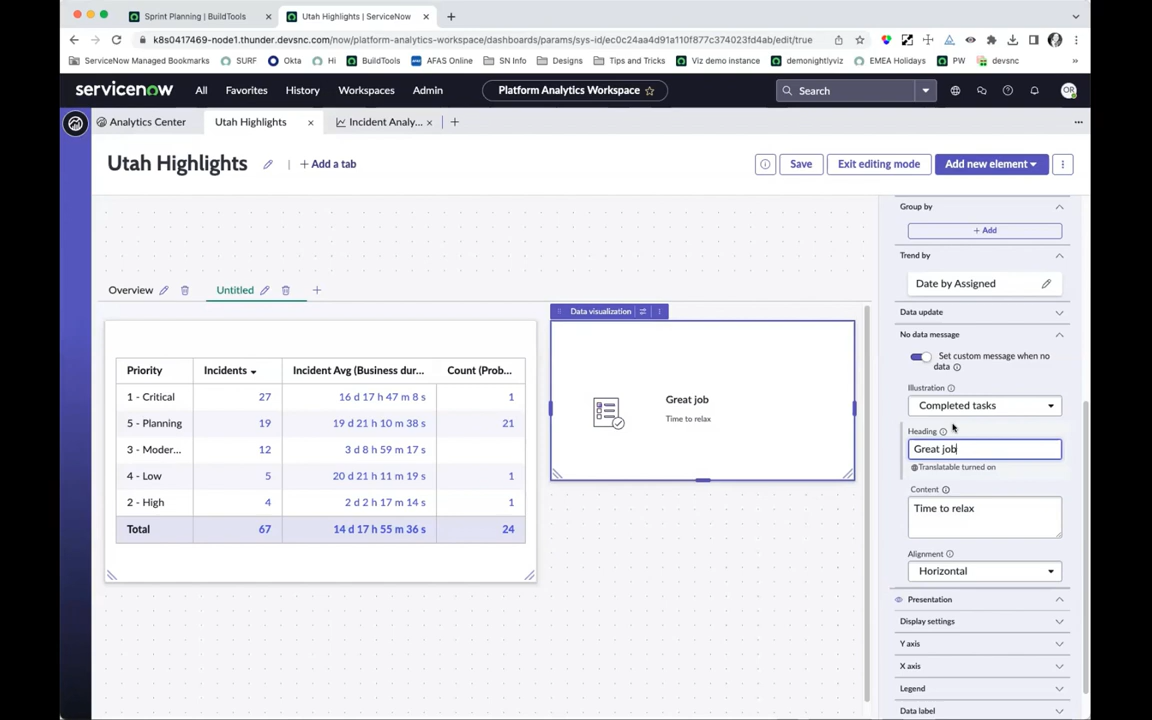 Sprint Planning | BuildTools
Utah Highlights | ServiceNow
k8s0417469-node1.thunder.devsnc.com/now/platform-analytics-workspace/dashboards/params/sys-id/ec0c24aa4d91a110f877c374023fd4ab/edit/true
ServiceNow Managed Bookmarks SURF Okta Hi BuildTools AFAS Online SN Info Designs Tips and Tricks Viz demo instance demonightlyviz EMEA Holidays PW devsnc
servicenow All Favorites History Workspaces Admin Platform Analytics Workspace Search OR
Analytics Center Utah Highlights Incident Analy...
Utah Highlights + Add a tab Save Exit editing mode Add new element
Group by
+ Add
Trend by
Date by Assigned
Data update
No data message
Set custom message when no data
Illustration
Completed tasks
Heading
Great job
Translatable turned on
Content
Time to relax
Alignment
Horizontal
Presentation
Display settings
Y axis
X axis
Legend
Data label
Overview Untitled
Data visualization
Great job
Time to relax
Priority Incidents Incident Avg (Business dur... Count (Prob...
1 - Critical 27 16 d 17 h 47 m 8 s 1
5 - Planning 19 19 d 21 h 10 m 38 s 21
3 - Moder... 12 3 d 8 h 59 m 17 s 1
4 - Low 5 20 d 21 h 11 m 19 s 1
2 - High 4 2 d 2 h 17 m 14 s 1
Total 67 14 d 17 h 55 m 36 s 24